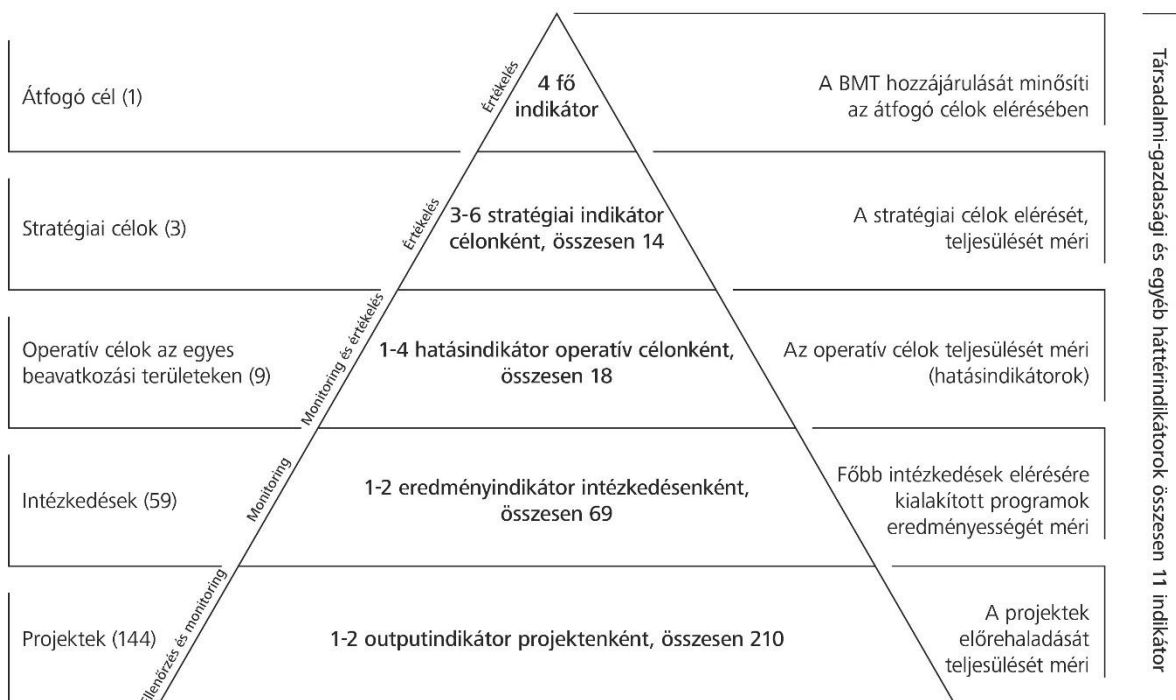 Átfogó cél (1)
Értékelés
4 fő
indikátor
A BMT hozzájárulását minősíti
az átfogó célok elérésében
Stratégiai célok (3)
Értékelés
3-6 stratégiai indikátor
célonként, összesen 14
A stratégiai célok elérését,
teljesülését méri
Operatív célok az egyes
beavatkozási területeken (9)
Monitoring és értékelés
1-4 hatásindikátor operatív célonként,
összesen 18
Az operatív célok teljesülését méri
(hatásindikátorok)
Intézkedések (59)
Monitoring
1-2 eredményindikátor intézkedésenként,
összesen 69
Főbb intézkedések elérésére
kialakított programok
eredményességét méri
Projektek (144)
Ellenőrzés és monitoring
1-2 outputindikátor projektenként, összesen 210
A projektek
előrehaladását
teljesülését méri
Társadalmi-gazdasági és egyéb háttérindikátorok összesen 11 indikátor